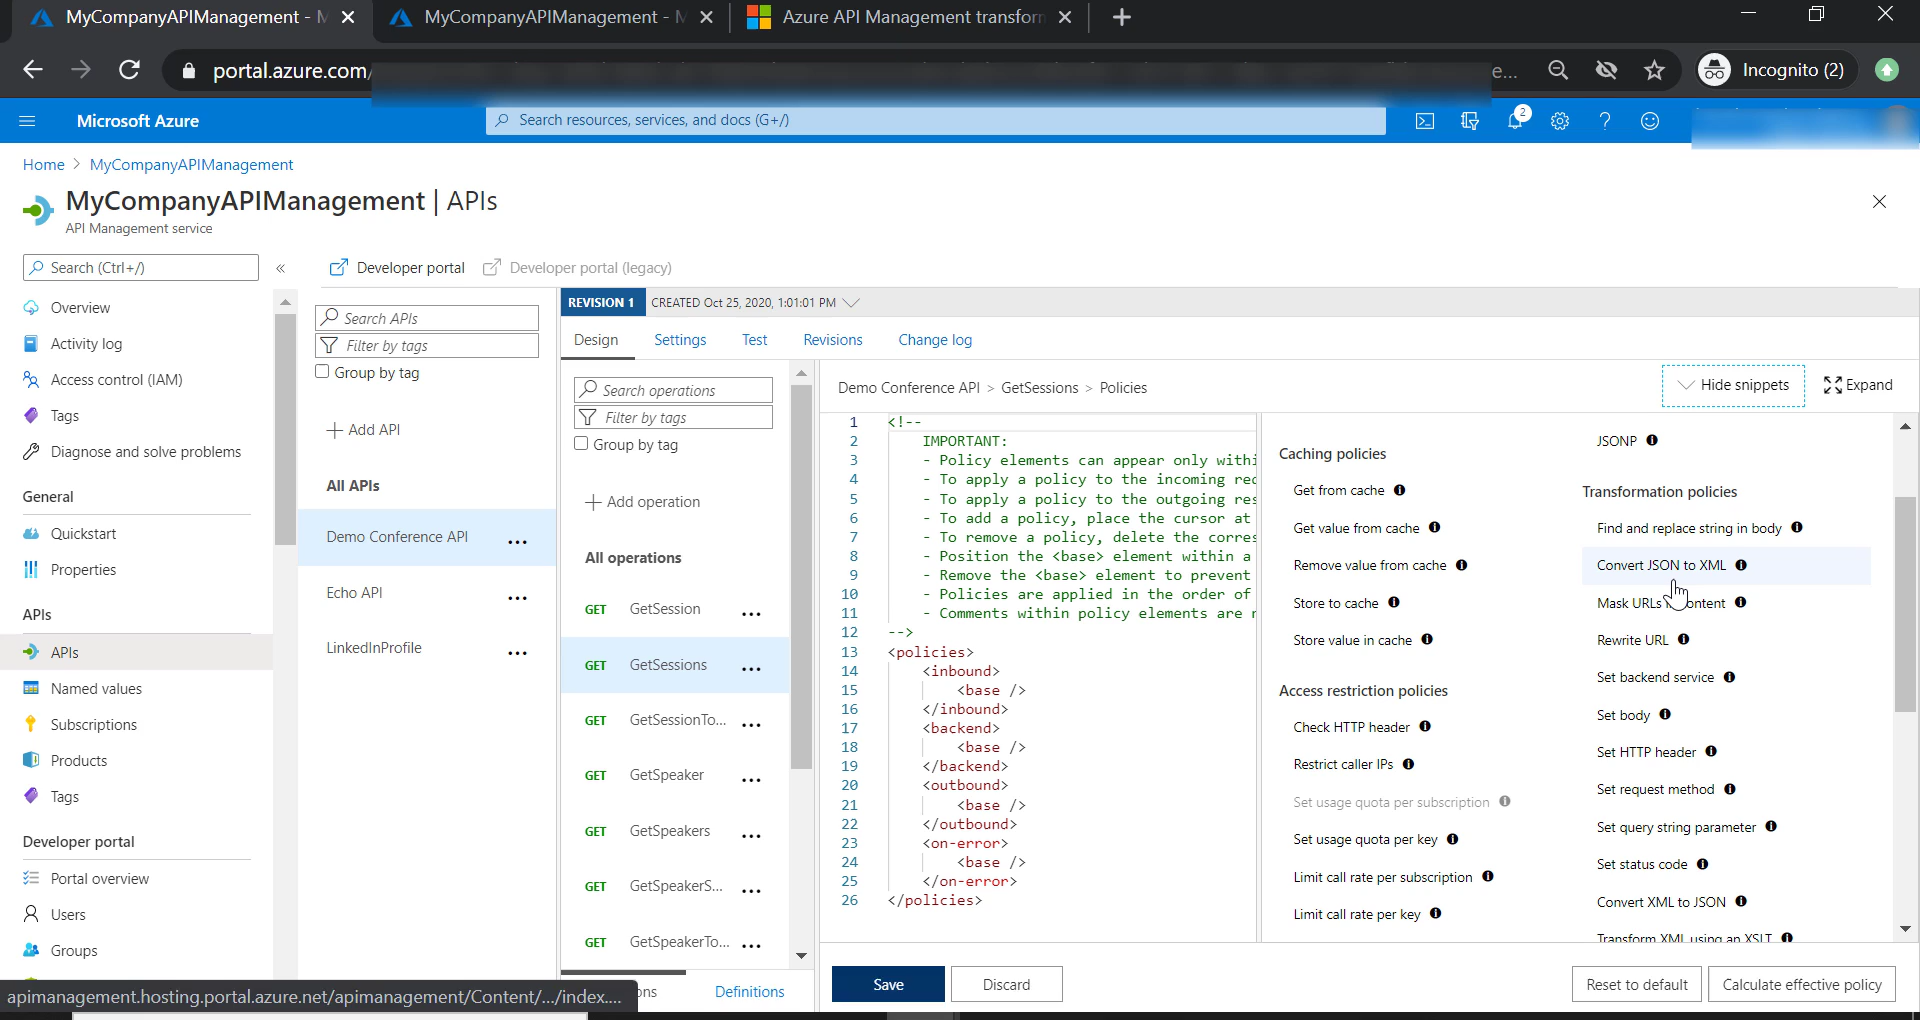 MyCompanyAPIManagement - M
MyCompanyAPIManagement - M
Azure API Management transform
portal.azure.com/
e...
Incognito (2)
Microsoft Azure
Search resources, services, and docs (G+/)
2
Home > MyCompanyAPIManagement
MyCompanyAPIManagement | APIs
API Management service
Search (Ctrl+/)
«
Overview
Activity log
Access control (IAM)
Tags
Diagnose and solve problems
General
Quickstart
Properties
APIs
APIs
Named values
Subscriptions
Products
Tags
Developer portal
Portal overview
Users
Groups
apimanagement.hosting.portal.azure.net/apimanagement/Content/.../index....
Developer portal
Developer portal (legacy)
Search APIs
Filter by tags
Group by tag
+ Add API
All APIs
Demo Conference API ...
Echo API ...
LinkedInProfile ...
REVISION 1 CREATED Oct 25, 2020, 1:01:01 PM
Design Settings Test Revisions Change log
Search operations
Filter by tags
Group by tag
+ Add operation
All operations
GET GetSession ...
GET GetSessions ...
GET GetSessionTo... ...
GET GetSpeaker ...
GET GetSpeakers ...
GET GetSpeakerS... ...
GET GetSpeakerTo... ...
ons
Definitions
Demo Conference API > GetSessions > Policies
Hide snippets
Expand
1 <!--
2 IMPORTANT:
3 - Policy elements can appear only withi
4 - To apply a policy to the incoming rec
5 - To apply a policy to the outgoing res
6 - To add a policy, place the cursor at
7 - To remove a policy, delete the corres
8 - Position the <base> element within a
9 - Remove the <base> element to prevent
10 - Policies are applied in the order of
11 - Comments within policy elements are r
12 -->
13 <policies>
14 <inbound>
15 <base />
16 </inbound>
17 <backend>
18 <base />
19 </backend>
20 <outbound>
21 <base />
22 </outbound>
23 <on-error>
24 <base />
25 </on-error>
26 </policies>
Caching policies
Get from cache
Get value from cache
Remove value from cache
Store to cache
Store value in cache
Access restriction policies
Check HTTP header
Restrict caller IPs
Set usage quota per subscription
Set usage quota per key
Limit call rate per subscription
Limit call rate per key
JSONP
Transformation policies
Find and replace string in body
Convert JSON to XML
Mask URLs ontent
Rewrite URL
Set backend service
Set body
Set HTTP header
Set request method
Set query string parameter
Set status code
Convert XML to JSON
Transform XML using an XSLT
Save
Discard
Reset to default
Calculate effective policy